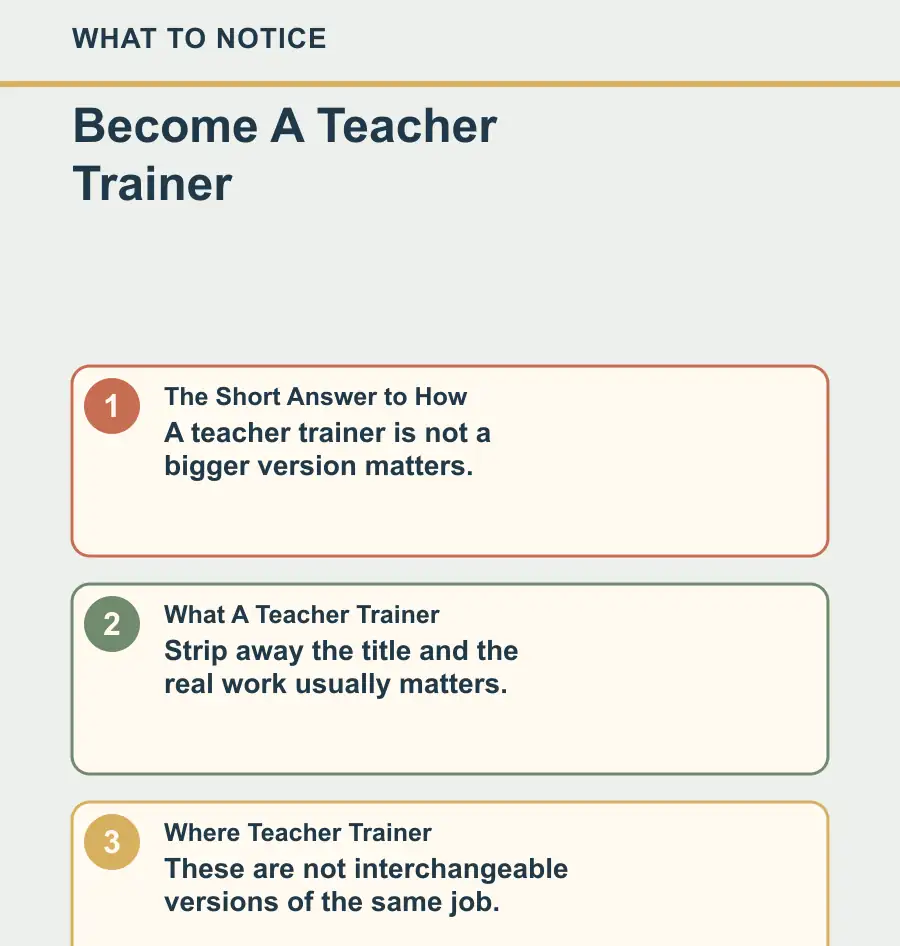 WHAT TO NOTICE
Become A Teacher
Trainer
1
The Short Answer to How
A teacher trainer is not a
bigger version matters.
2
What A Teacher Trainer
Strip away the title and the
real work usually matters.
3
Where Teacher Trainer
These are not interchangeable
versions of the same job.